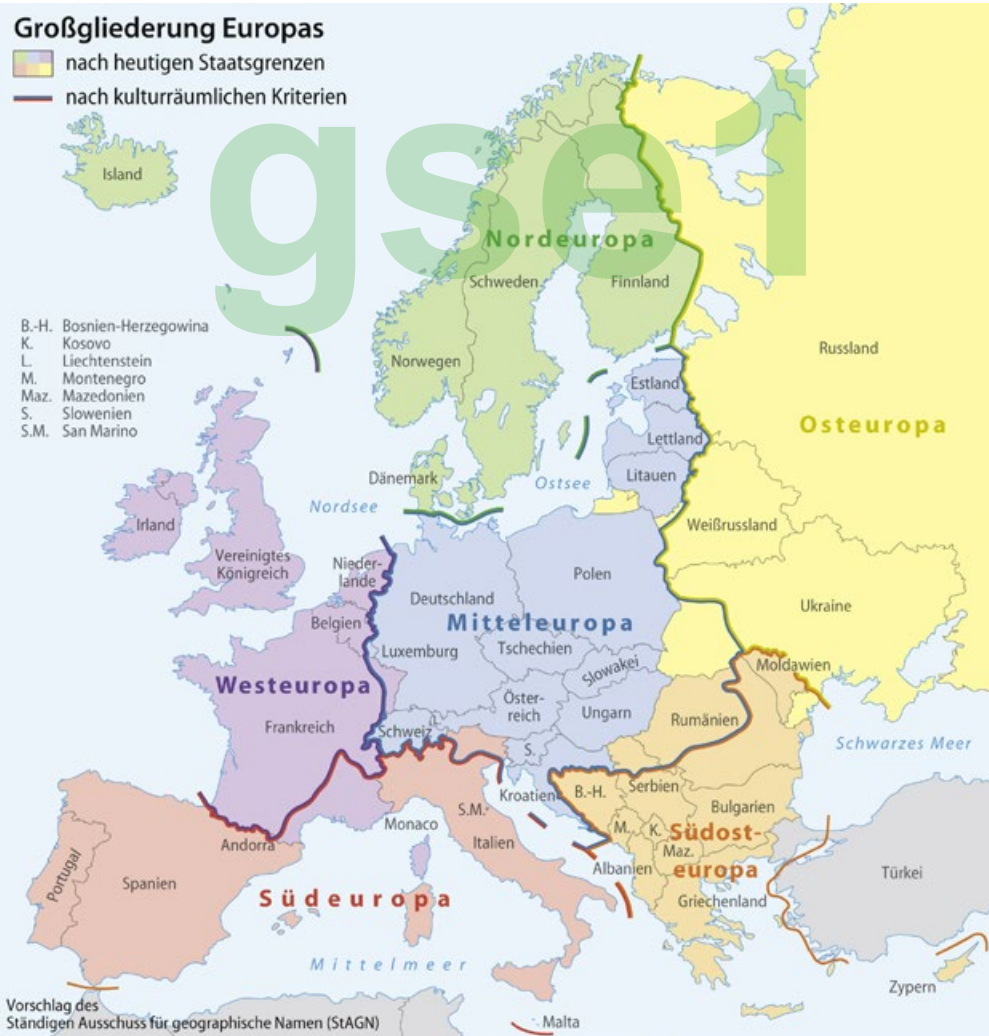 Großgliederung Europas
nach heutigen Staatsgrenzen
nach kulturräumlichen Kriterien
gse1
Island
Nordeuropa
Schweden
Finnland
Norwegen
Russland
B.-H. Bosnien-Herzegowina
K. Kosovo
L. Liechtenstein
M. Montenegro
Maz. Mazedonien
S. Slowenien
S.M. San Marino
Estland
Osteuropa
Lettland
Litauen
Dänemark
Ostsee
Nordsee
Irland
Weißrussland
Vereinigtes
Königreich
Nieder-
lande
Polen
Deutschland
Ukraine
Belgien
Mitteleuropa
Luxemburg
Tschechien
Slowakei
Moldawien
Westeuropa
Öster-
reich
Ungarn
Rumänien
Frankreich
Schweiz
S.
Schwarzes Meer
Kroatien
B.-H.
Serbien
S.M.
Bulgarien
Monaco
Italien
M.
K.
Südost-
europa
Maz.
Andorra
Albanien
Türkei
Portugal
Spanien
Südeuropa
Griechenland
Mittelmeer
Zypern
Vorschlag des
Ständigen Ausschuss für geographische Namen (StAGN)
Malta